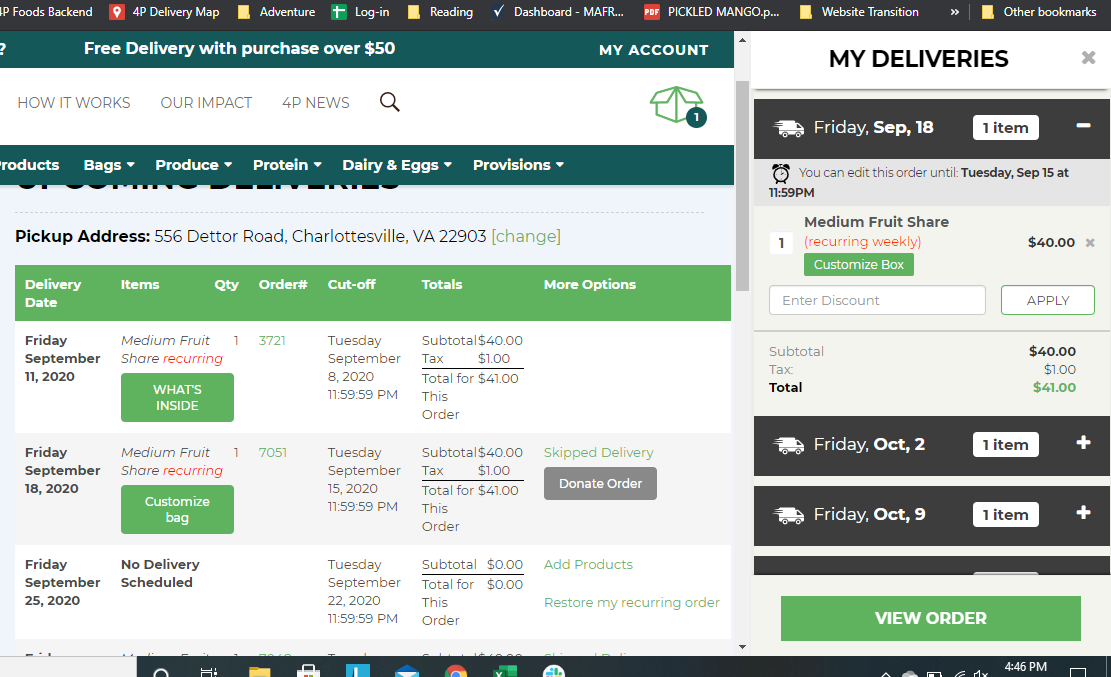 4P Foods Backend
4P Delivery Map
Adventure
Log-in
Reading
Dashboard - MAFR...
PDF
PICKLED MANGO.p...
Website Transition
»
Other bookmarks
?
Free Delivery with purchase over $50
MY ACCOUNT
HOW IT WORKS
OUR IMPACT
4P NEWS
1
roducts
Bags
Produce
Protein
Dairy & Eggs
Provisions
UPCOMING DELIVERIES
Pickup Address: 556 Dettor Road, Charlottesville, VA 22903 [change]
Delivery Date
Items
Qty
Order#
Cut-off
Totals
More Options
Friday
September
11, 2020
Medium Fruit
Share recurring
WHAT'S
INSIDE
1
3721
Tuesday
September
8, 2020
11:59:59 PM
Subtotal $40.00
Tax $1.00
Total for $41.00
This
Order
Friday
September
18, 2020
Medium Fruit
Share recurring
Customize
bag
1
7051
Tuesday
September
15, 2020
11:59:59 PM
Subtotal $40.00
Tax $1.00
Total for $41.00
This
Order
Skipped Delivery
Donate Order
Friday
September
25, 2020
No Delivery
Scheduled
Tuesday
September
22, 2020
11:59:59 PM
Subtotal $0.00
Total for $0.00
This
Order
Add Products
Restore my recurring order
MY DELIVERIES
Friday, Sep, 18
1 item
You can edit this order until: Tuesday, Sep 15 at
11:59PM
1
Medium Fruit Share
(recurring weekly)
Customize Box
$40.00
Enter Discount
APPLY
Subtotal $40.00
Tax: $1.00
Total $41.00
Friday, Oct, 2
1 item
Friday, Oct, 9
1 item
VIEW ORDER
4:46 PM